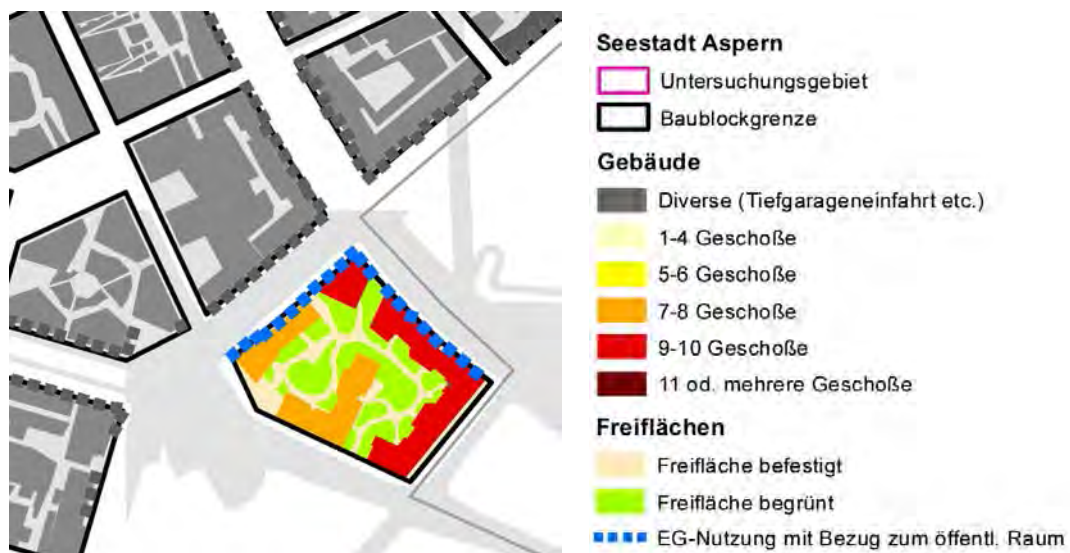 Seestadt Aspern
Untersuchungsgebiet
Baublockgrenze
Gebäude
Diverse (Tiefgarageneinfahrt etc.)
1-4 Geschoße
5-6 Geschoße
7-8 Geschoße
9-10 Geschoße
11 od. mehrere Geschoße
Freiflächen
Freifläche befestigt
Freifläche begrünt
EG-Nutzung mit Bezug zum öffentl. Raum